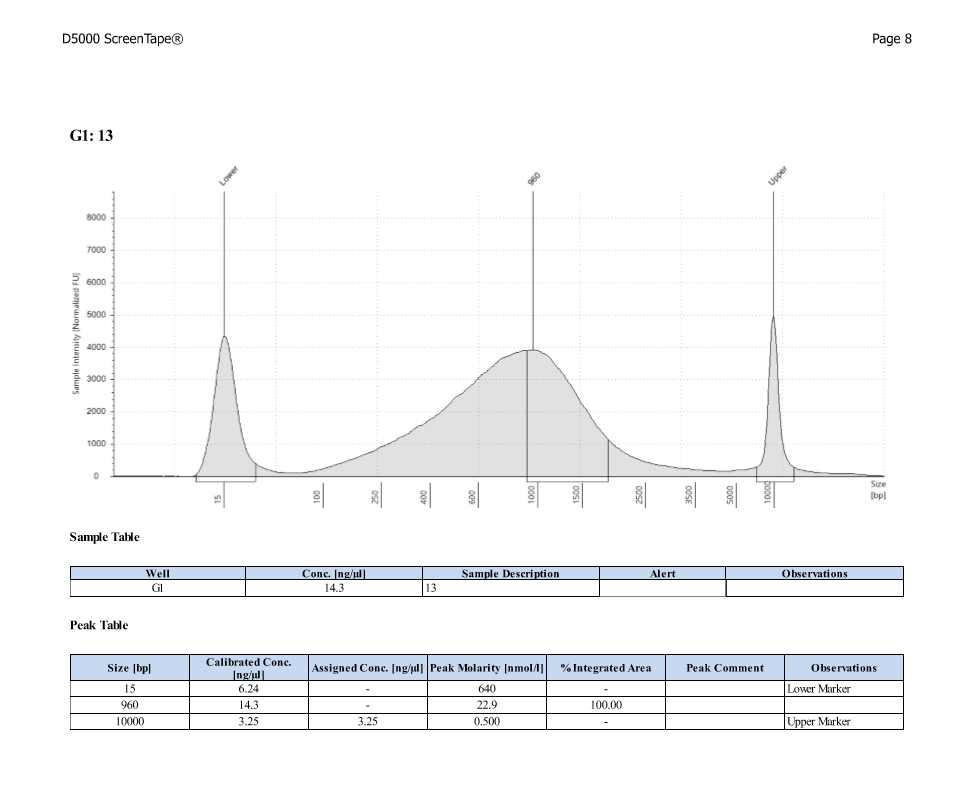 D5000 ScreenTape® Page 8
G1: 13
Lower 960 Upper
Sample Intensity [Normalized FU]
8000
7000
6000
5000
4000
3000
2000
1000
0
15 100 250 400 600 1000 1500 2500 3500 5000 10000 Size [bp]
Sample Table
Well Conc. [ng/µl] Sample Description Alert Observations
G1 14.3 13
Peak Table
Size [bp] Calibrated Conc. [ng/µl] Assigned Conc. [ng/µl] Peak Molarity [nmol/l] % Integrated Area Peak Comment Observations
15 6.24 - 640 - Lower Marker
960 14.3 - 22.9 100.00
10000 3.25 3.25 0.500 - Upper Marker